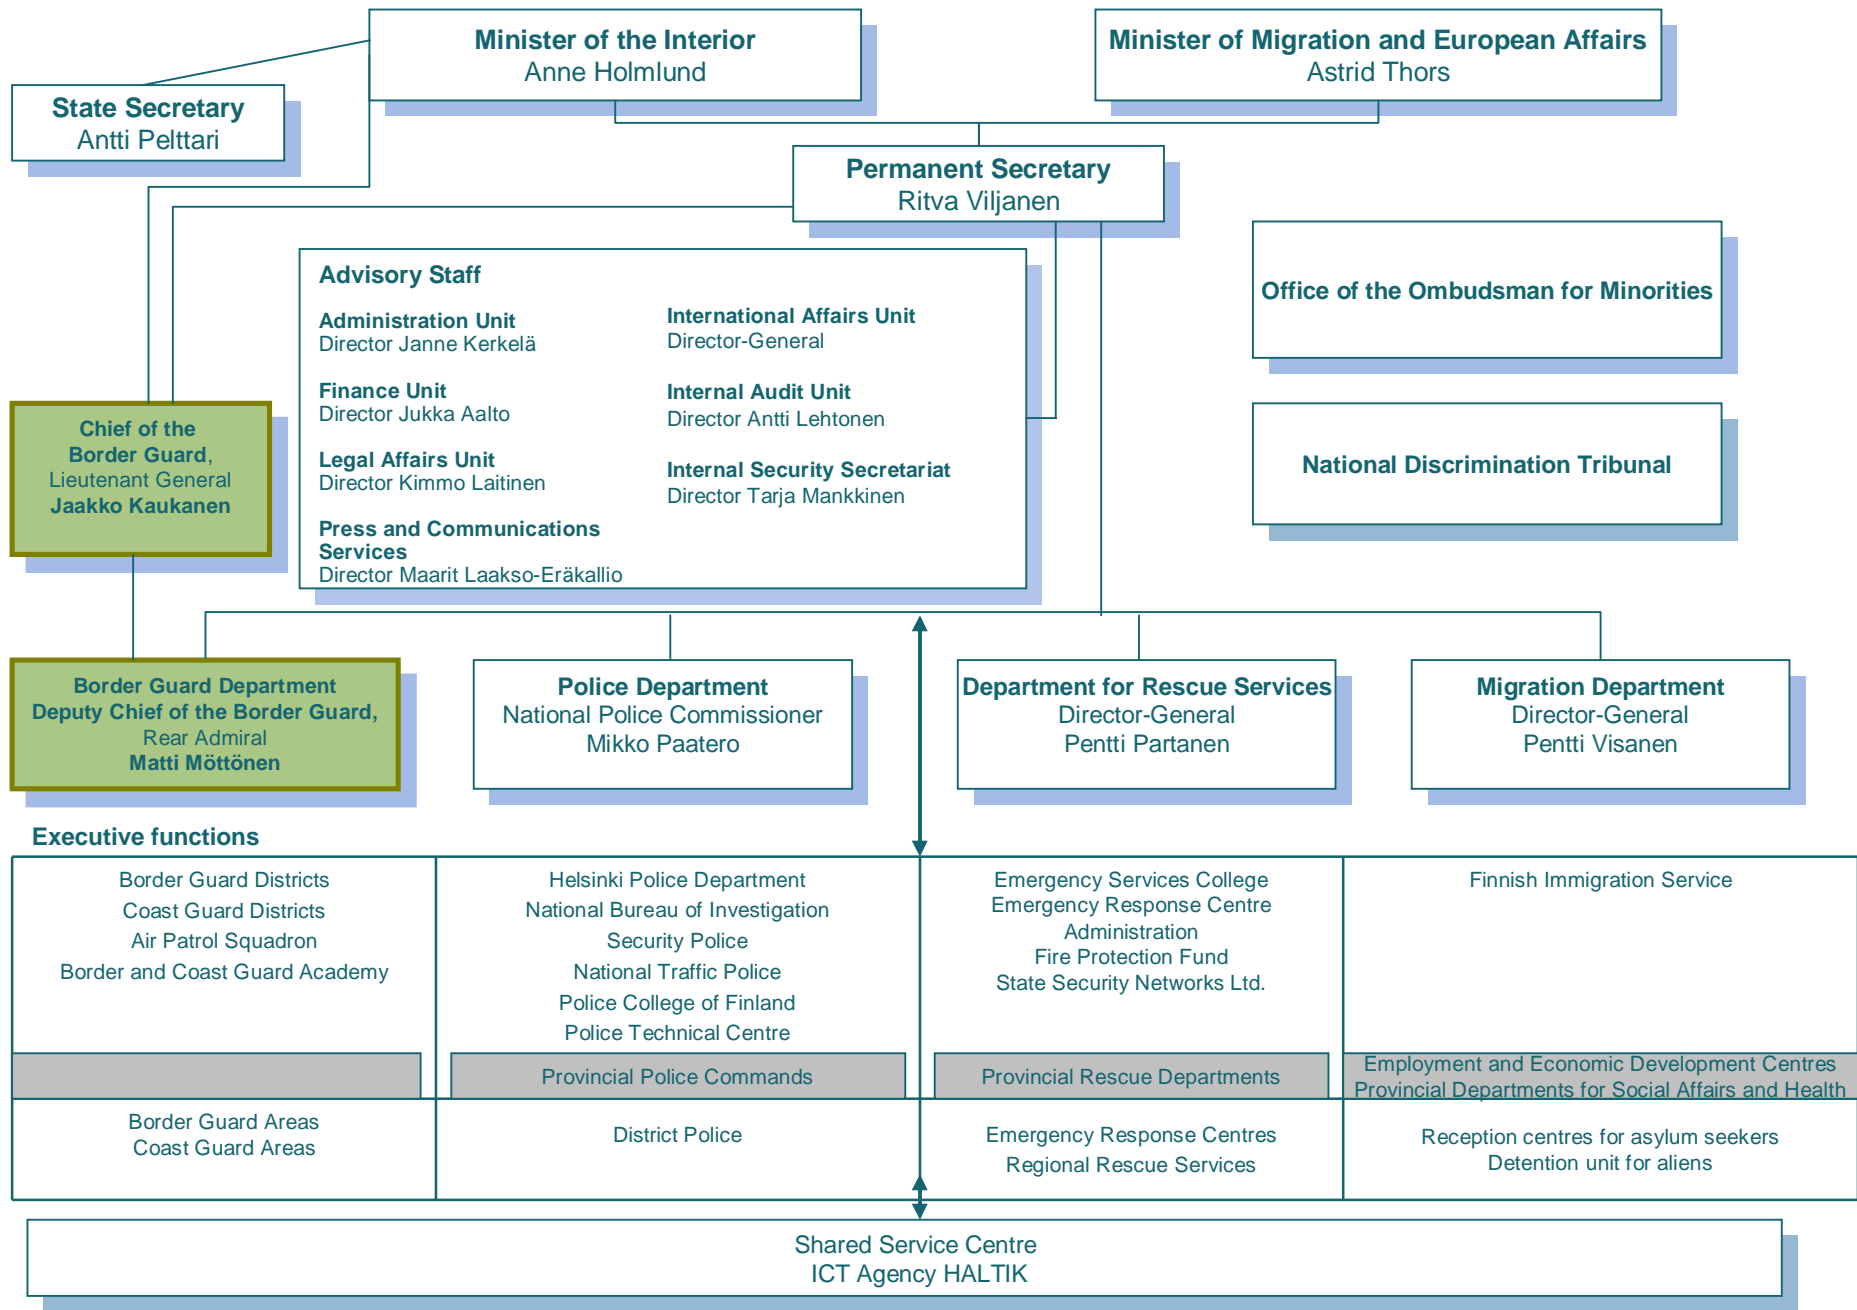 Minister of the Interior
Anne Holmlund
Minister of Migration and European Affairs
Astrid Thors
State Secretary
Antti Pelttari
Permanent Secretary
Ritva Viljanen
Advisory Staff
Administration Unit
Director Janne Kerkelä
Finance Unit
Director Jukka Aalto
Legal Affairs Unit
Director Kimmo Laitinen
Press and Communications
Services
Director Maarit Laakso-Eräkallio
International Affairs Unit
Director-General
Internal Audit Unit
Director Antti Lehtonen
Internal Security Secretariat
Director Tarja Mankkinen
Office of the Ombudsman for Minorities
National Discrimination Tribunal
Chief of the
Border Guard,
Lieutenant General
Jaakko Kaukanen
Border Guard Department
Deputy Chief of the Border Guard,
Rear Admiral
Matti Möttönen
Police Department
National Police Commissioner
Mikko Paatero
Department for Rescue Services
Director-General
Pentti Partanen
Migration Department
Director-General
Pentti Visanen
Executive functions
Border Guard Districts
Coast Guard Districts
Air Patrol Squadron
Border and Coast Guard Academy
Helsinki Police Department
National Bureau of Investigation
Security Police
National Traffic Police
Police College of Finland
Police Technical Centre
Emergency Services College
Emergency Response Centre
Administration
Fire Protection Fund
State Security Networks Ltd.
Finnish Immigration Service
Provincial Police Commands
Provincial Rescue Departments
Employment and Economic Development Centres
Provincial Departments for Social Affairs and Health
Border Guard Areas
Coast Guard Areas
District Police
Emergency Response Centres
Regional Rescue Services
Reception centres for asylum seekers
Detention unit for aliens
Shared Service Centre
ICT Agency HALTIK